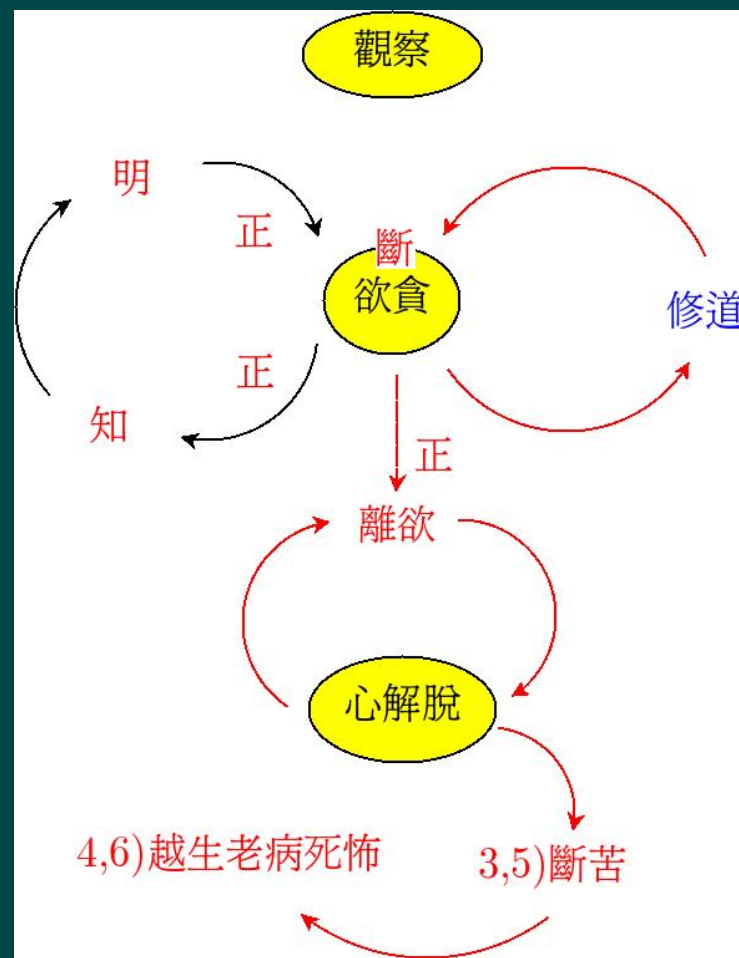 觀察
明
正
斷
欲貪
修道
正
知
正
離欲
心解脫
4,6)越生老病死怖
3,5)斷苦